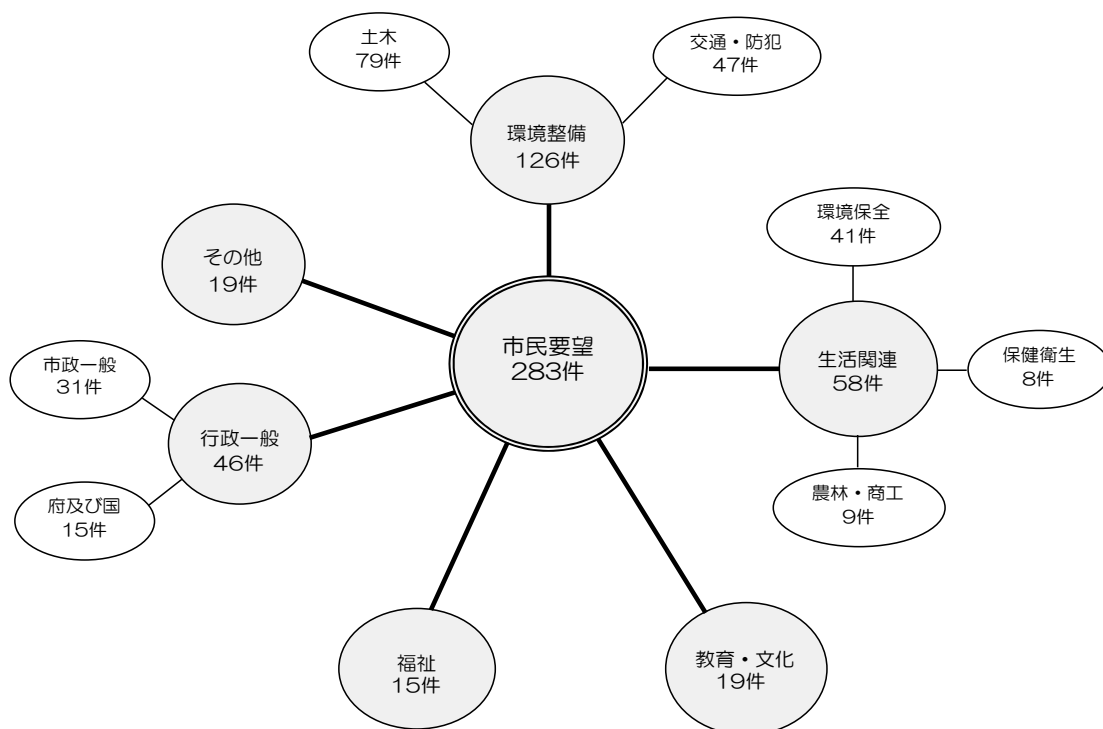 土木
79件
交通・防犯
47件
環境整備
126件
環境保全
41件
その他
19件
市民要望
283件
生活関連
58件
保健衛生
8件
市政一般
31件
行政一般
46件
農林・商工
9件
府及び国
15件
福祉
15件
教育・文化
19件